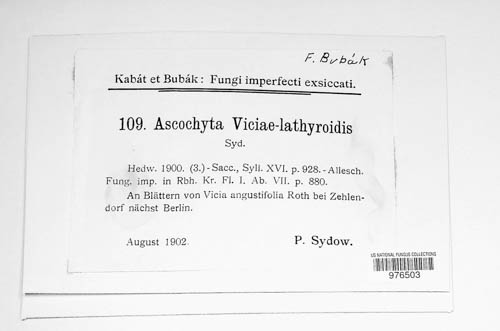 F. Bubák
Kabát et Bubák: Fungi imperfecti exsiccati.
109. Ascochyta Viciae-lathyroidis
Syd.
Hedw. 1900. (3.) - Sacc., Syll. XVI. p. 928. - Allesch.
Fung. imp. in Rbh. Kr. Fl. I. Ab. VII. p. 880.
An Blättern von Vicia angustifolia Roth bei Zehlen-
dorf nächst Berlin.
August 1902.
P. Sydow.
US NATIONAL FUNGUS COLLECTIONS
976503